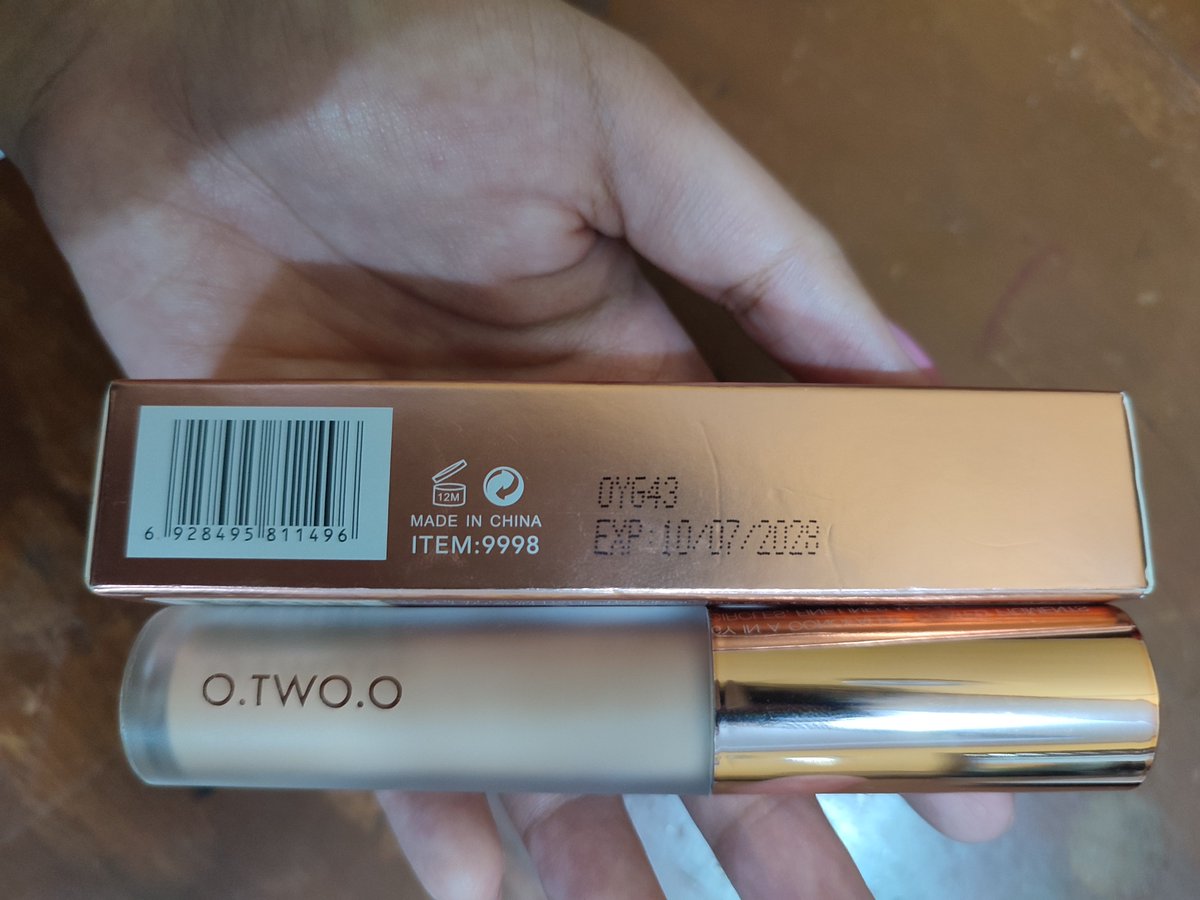 6 928495 811496
12M
MADE IN CHINA
ITEM:9998
OYG43
EXP: 10/07/2028
O.TWO.O